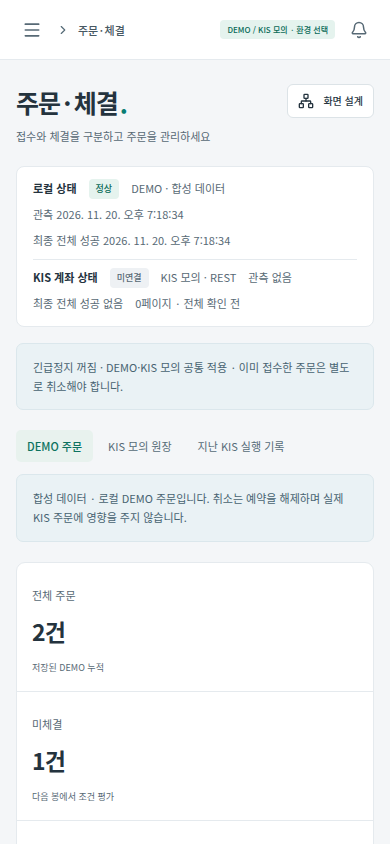 주문·체결
DEMO / KIS 모의 · 환경 선택
주문·체결.
화면 설계
접수와 체결을 구분하고 주문을 관리하세요
로컬 상태 정상 DEMO · 합성 데이터
관측 2026. 11. 20. 오후 7:18:34
최종 전체 성공 2026. 11. 20. 오후 7:18:34
KIS 계좌 상태 미연결 KIS 모의 · REST 관측 없음
최종 전체 성공 없음 0페이지 · 전체 확인 전
긴급정지 꺼짐 · DEMO·KIS 모의 공통 적용 · 이미 접수한 주문은 별도
로 취소해야 합니다.
DEMO 주문 KIS 모의 원장 지난 KIS 실행 기록
합성 데이터 · 로컬 DEMO 주문입니다. 취소는 예약을 해제하며 실제
KIS 주문에 영향을 주지 않습니다.
전체 주문
2건
저장된 DEMO 누적
미체결
1건
다음 봉에서 조건 평가